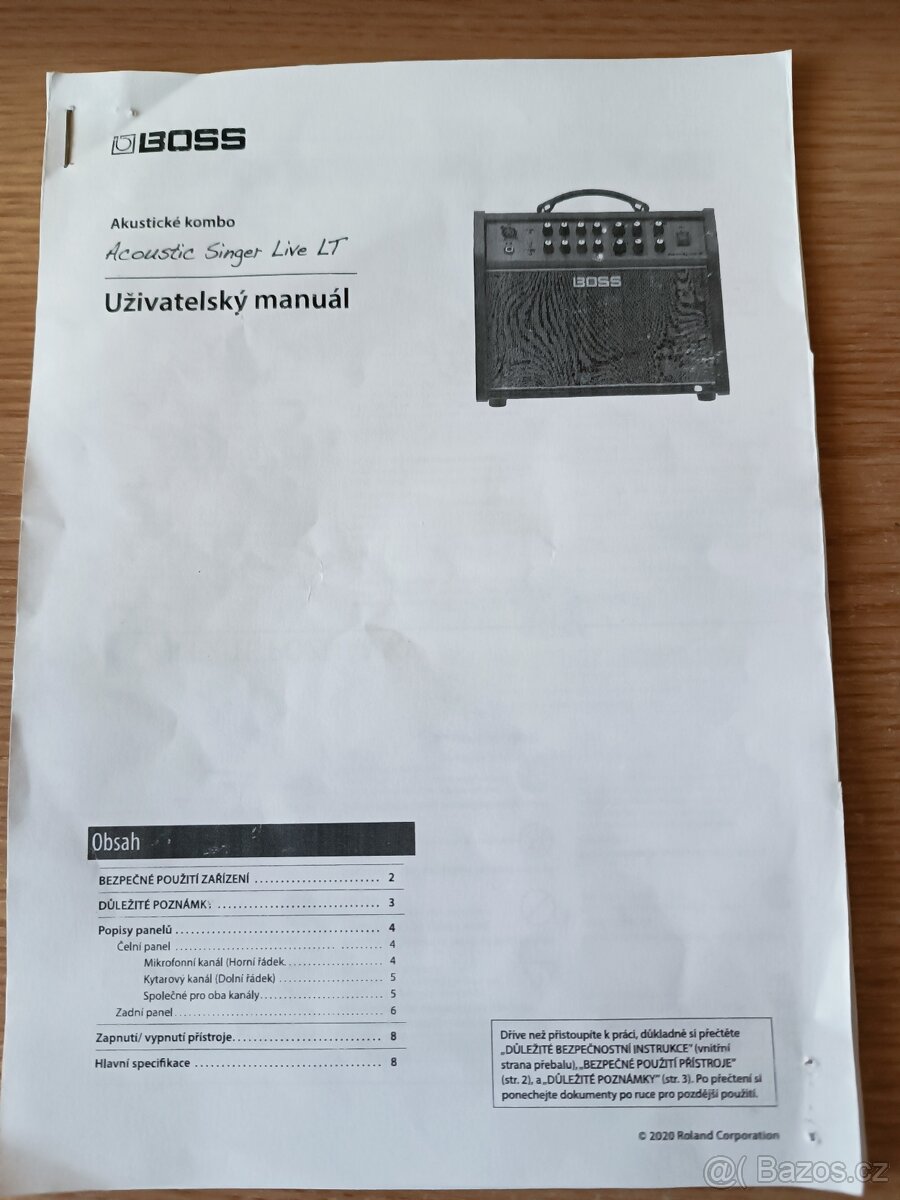 BOSS
Akustické kombo
Acoustic Singer Live LT
Uživatelský manuál
BOSS
Obsah
BEZPEČNÉ POUŽITÍ ZAŘÍZENÍ ........................ 2
DŮLEŽITÉ POZNÁMK ............................... 3
Popisy panelů ....................................... 4
Čelní panel ......................................... 4
Mikrofonní kanál (Horní řádek.................... 4
Kytarový kanál (Dolní řádek) ..................... 5
Společné pro oba kanály......................... 5
Zadní panel......................................... 6
Zapnutí/ vypnutí přístroje............................ 8
Hlavní specifikace .................................... 8
Dříve než přistoupíte k práci, důkladně si přečtěte
„DŮLEŽITÉ BEZPEČNOSTNÍ INSTRUKCE" (vnitřní
strana přebalu), „BEZPEČNÉ POUŽITÍ PŘÍSTROJE"
(str. 2), a „DŮLEŽITÉ POZNÁMKY" (str. 3). Po přečtení si
ponechejte dokumenty po ruce pro pozdější použití.
© 2020 Roland Corporation
@( Bazos.cz